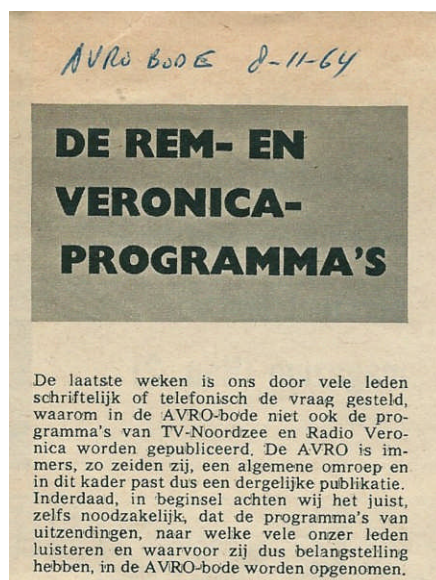 AVRO BODE 8-11-64
DE REM- EN
VERONICA-
PROGRAMMA'S
De laatste weken is ons door vele leden
schriftelijk of telefonisch de vraag gesteld,
waarom in de AVRO-bode niet ook de pro-
gramma's van TV-Noordzee en Radio Vero-
nica worden gepubliceerd. De AVRO is im-
mers, zo zeiden zij, een algemene omroep en
in dit kader past dus een dergelijke publikatie.
Inderdaad, in beginsel achten wij het juist,
zelfs noodzakelijk, dat de programma's van
uitzendingen, naar welke vele onzer leden
luisteren en waarvoor zij dus belangstelling
hebben, in de AVRO-bode worden opgenomen.